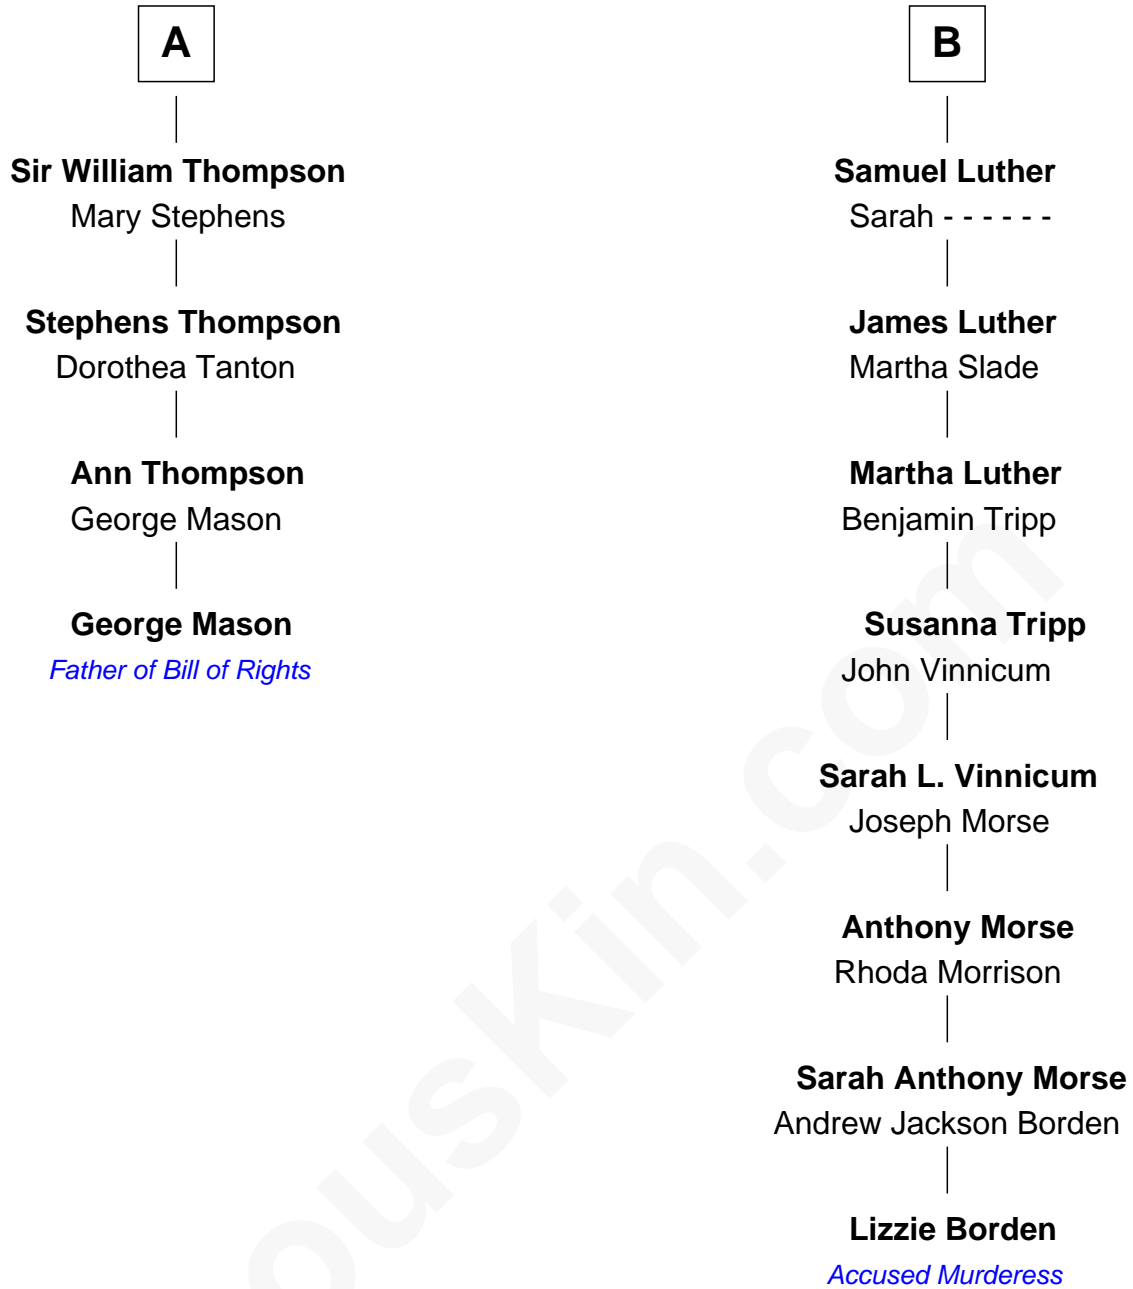 A
Sir William Thompson
Mary Stephens
Stephens Thompson
Dorothea Tanton
Ann Thompson
George Mason
George Mason
Father of Bill of Rights
B
Samuel Luther
Sarah - - - - - -
James Luther
Martha Slade
Martha Luther
Benjamin Tripp
Susanna Tripp
John Vinnicum
Sarah L. Vinnicum
Joseph Morse
Anthony Morse
Rhoda Morrison
Sarah Anthony Morse
Andrew Jackson Borden
Lizzie Borden
Accused Murderess
ouskin.com